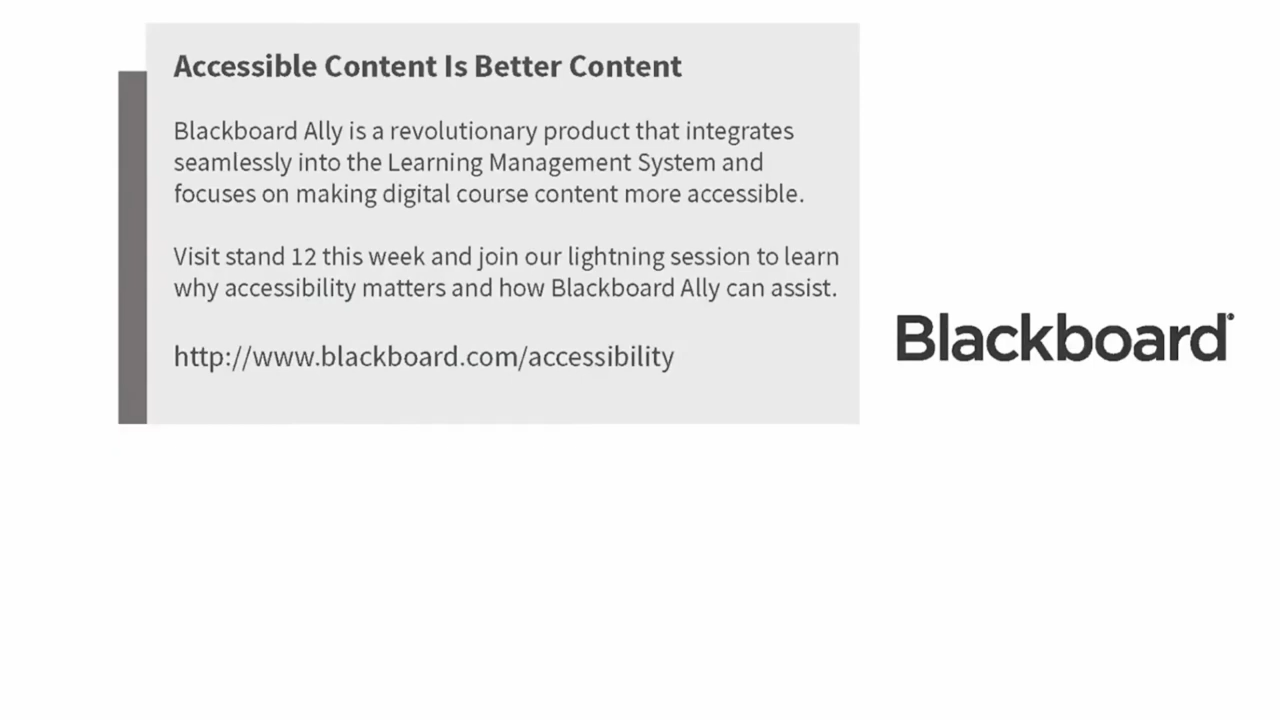 Accessible Content Is Better Content
Blackboard Ally is a revolutionary product that integrates
seamlessly into the Learning Management System and
focuses on making digital course content more accessible.
Visit stand 12 this week and join our lightning session to learn
why accessibility matters and how Blackboard Ally can assist.
http://www.blackboard.com/accessibility
Blackboard